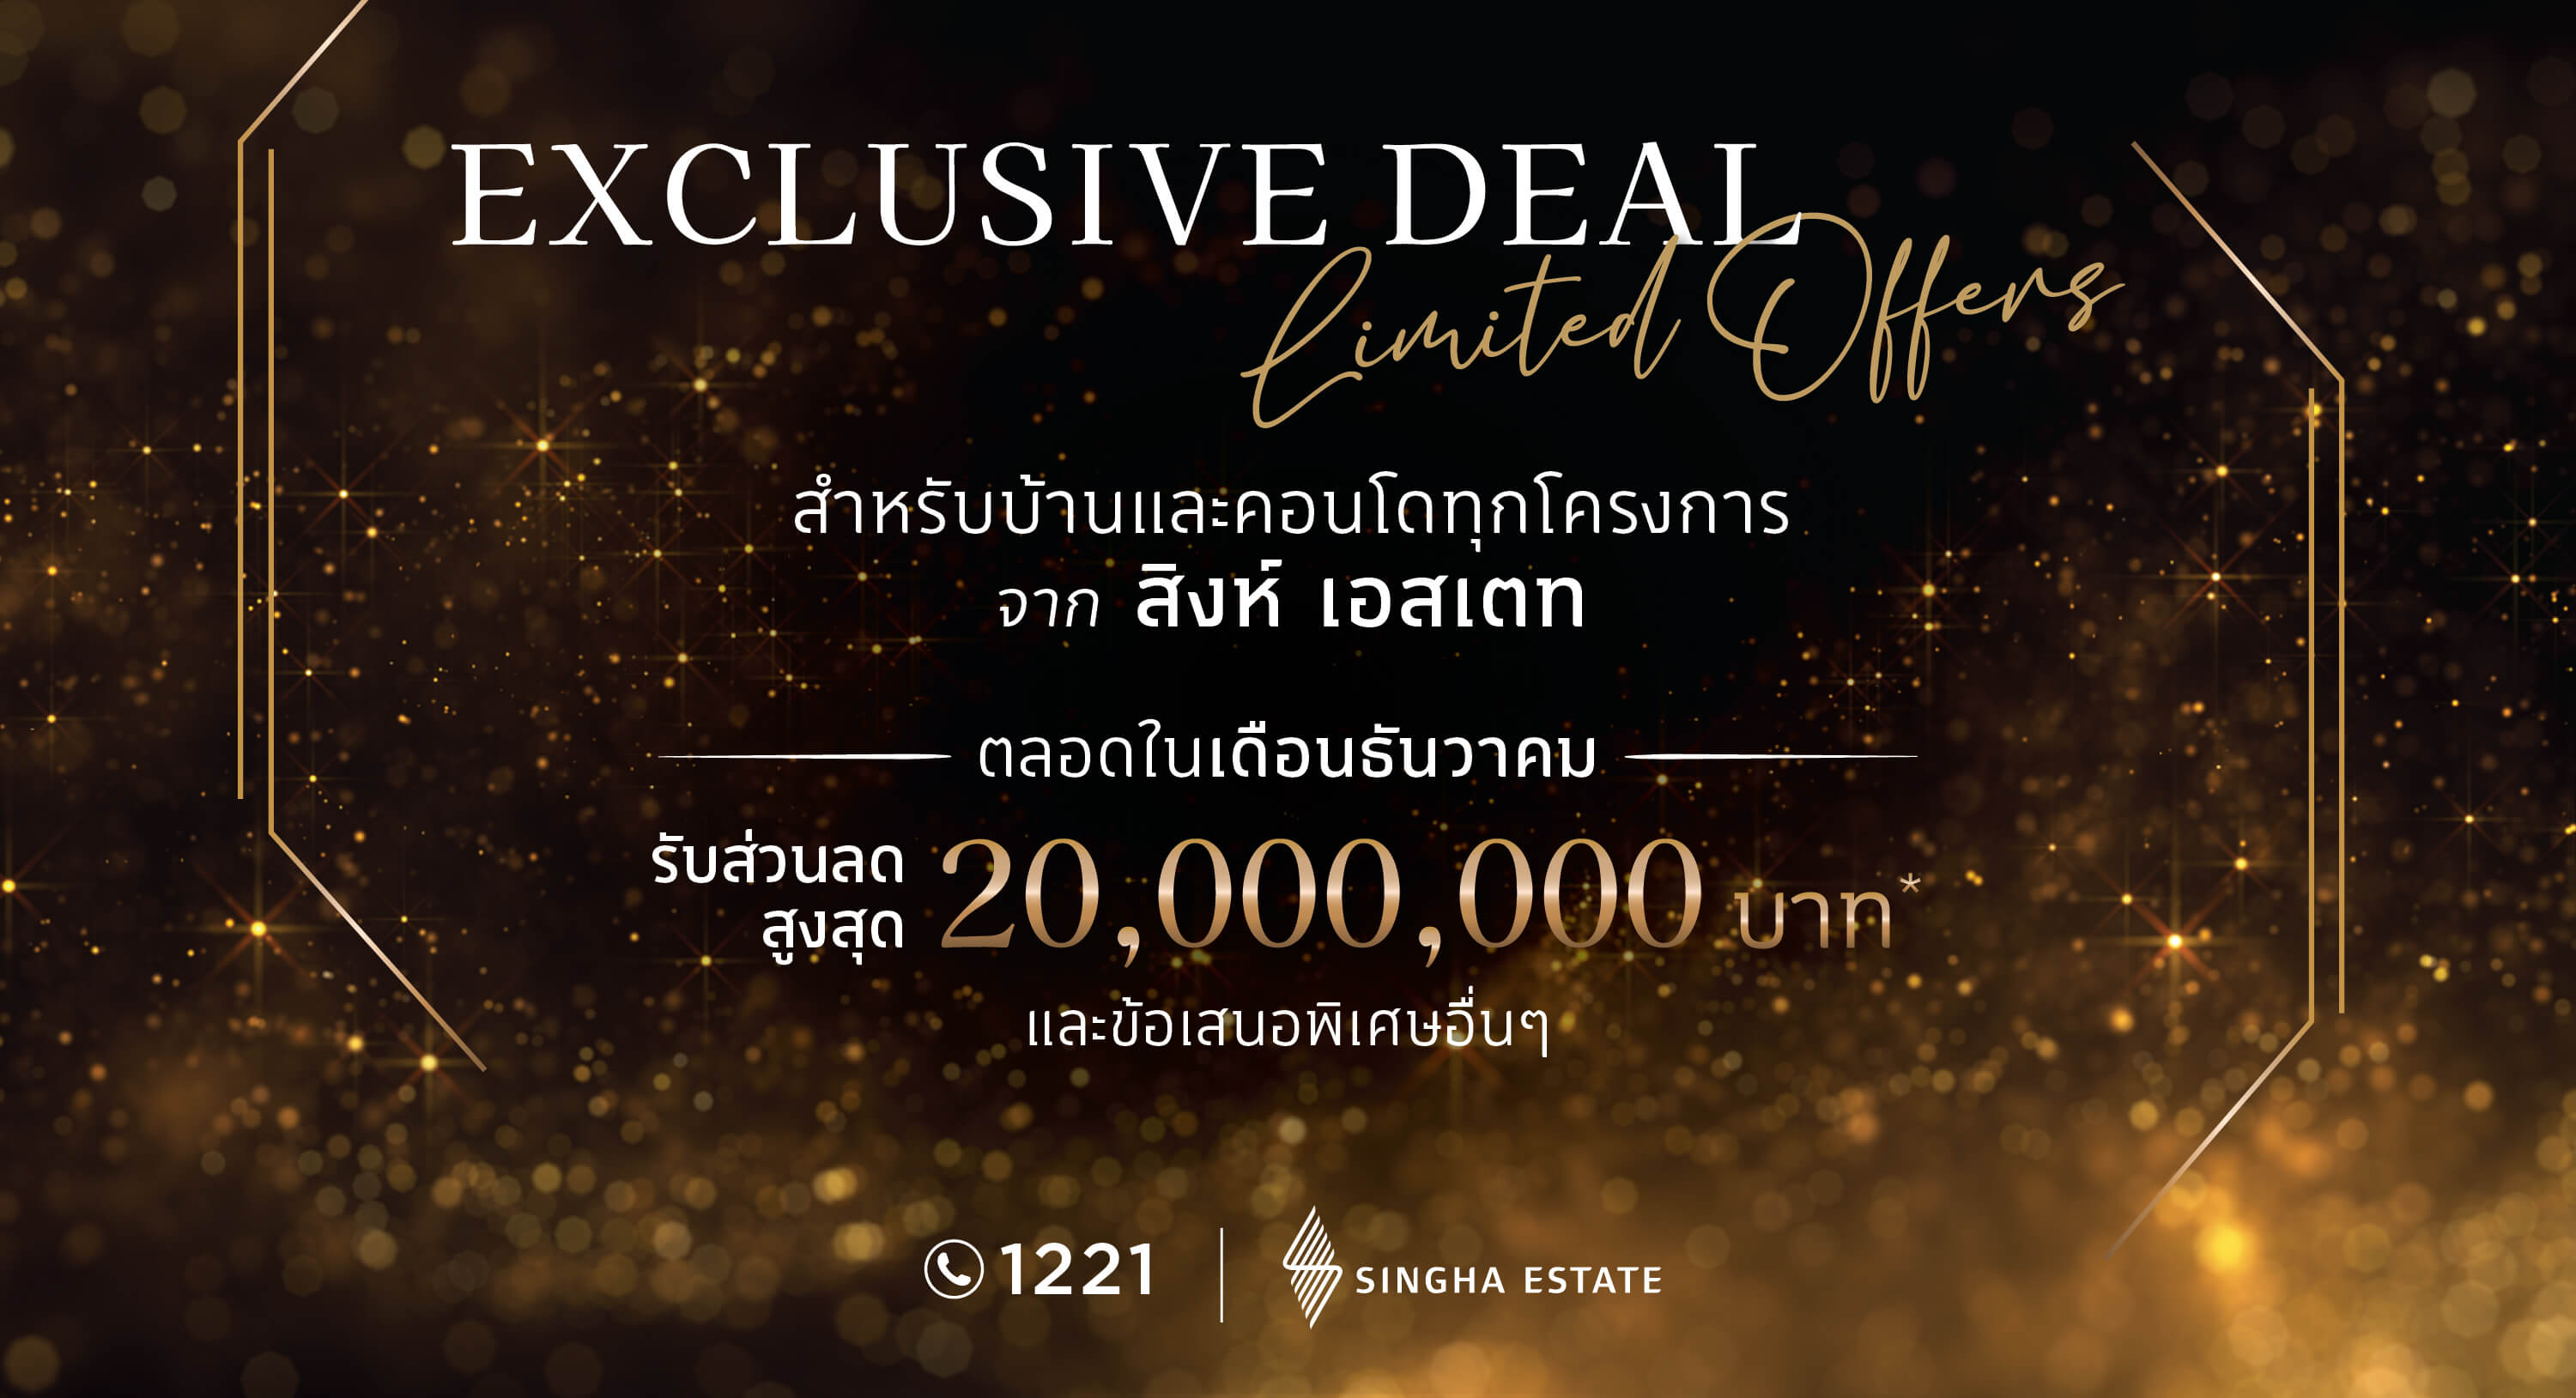 EXCLUSIVE DEAL
Limited Offers
สำหรับบ้านและคอนโดทุกโครงการ
จาก สิงห์ เอสเตท
ตลอดในเดือนธันวาคม
รับส่วนลด
สูงสุด 20,000,000 บาท*
และข้อเสนอพิเศษอื่นๆ
1221
SINGHA ESTATE